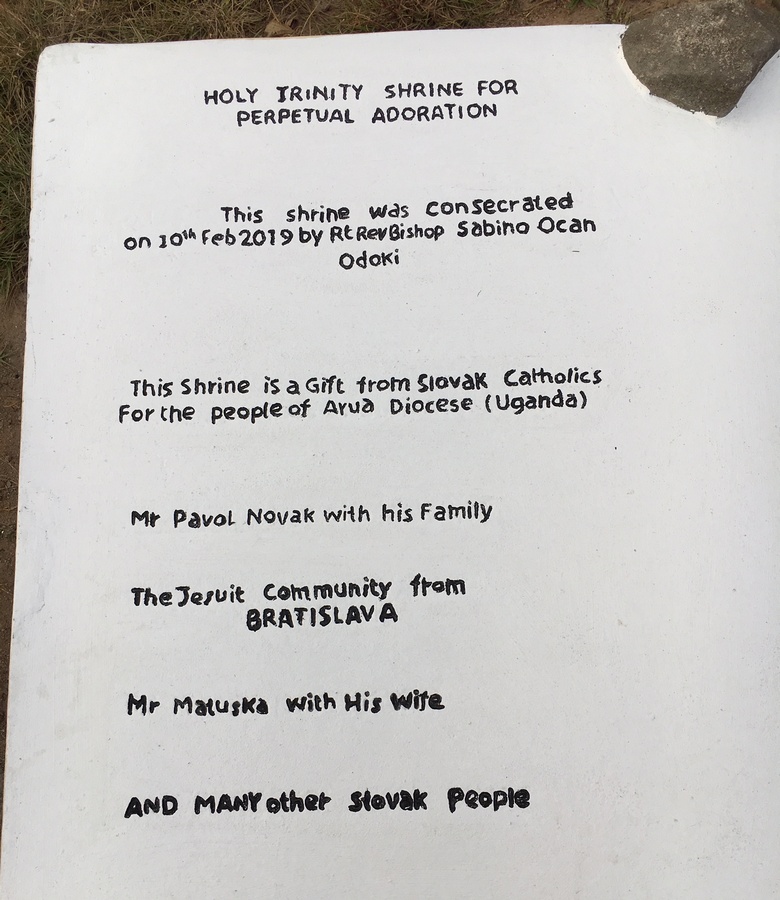 HOLY TRINITY SHRINE FOR
PERPETUAL ADORATION
This shrine was consecrated
on 10th Feb 2019 by Rt Rev Bishop Sabino Ocan
Odoki
This Shrine is a Gift from Slovak Catholics
For the people of Arua Diocese (Uganda)
Mr Pavol Novak with his Family
The Jesuit Community from
BRATISLAVA
Mr Matuska with His Wife
AND MANY other Slovak People